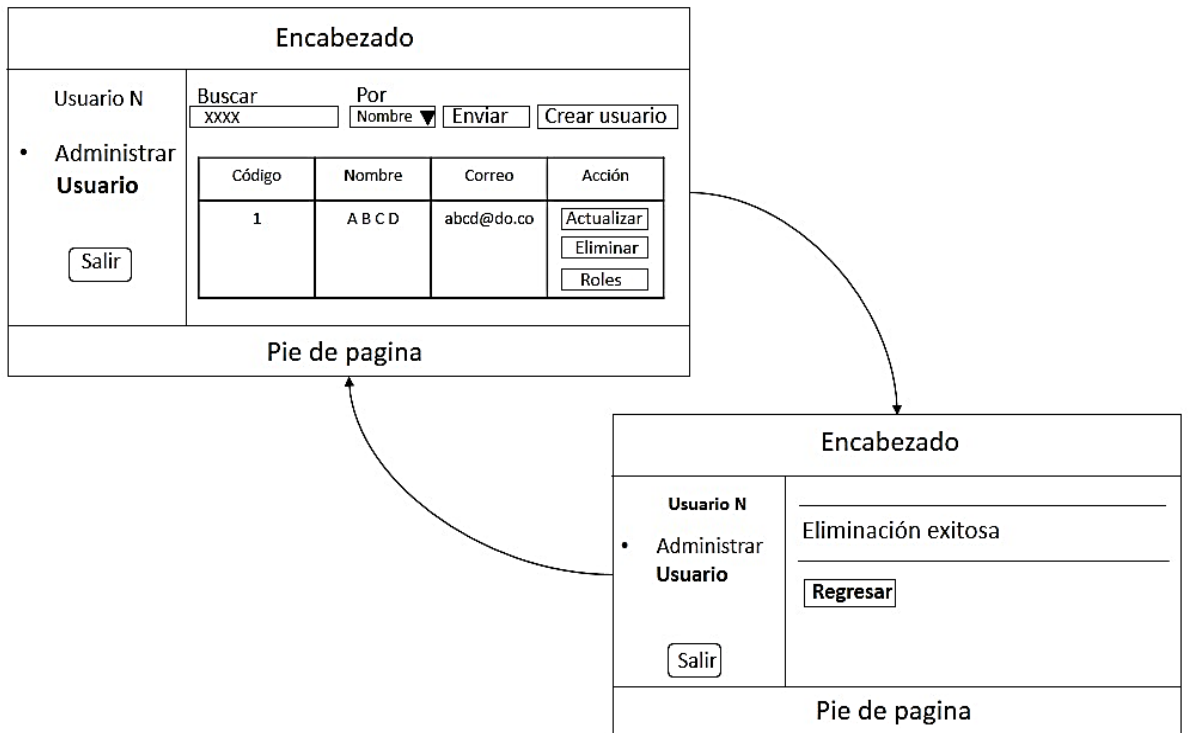 Encabezado
Usuario N
• Administrar
Usuario
Salir
Buscar
Por
XXXX
Nombre
Enviar
Crear usuario
Código
Nombre
Correo
Acción
1
A B C D
abcd@do.co
Actualizar
Eliminar
Roles
Pie de pagina
Encabezado
Usuario N
• Administrar
Usuario
Salir
Eliminación exitosa
Regresar
Pie de pagina